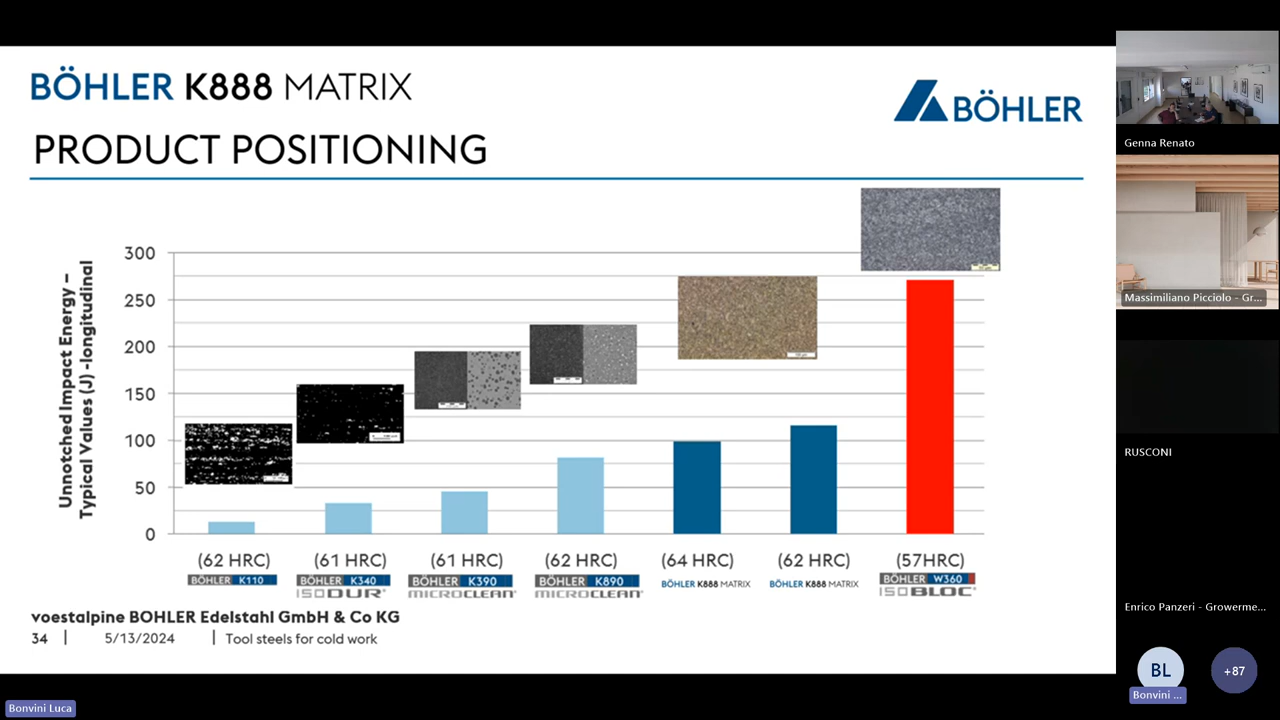 BÖHLER K888 MATRIX
BÖHLER
PRODUCT POSITIONING
Unnotched Impact Energy –
Typical Values (J) -longitudinal
300
250
200
150
100
50
0
(62 HRC) (61 HRC) (61 HRC) (62 HRC) (64 HRC) (62 HRC) (57HRC)
BÖHLER K110 BÖHLER K340 BÖHLER K390 BÖHLER K890 BÖHLER K888 MATRIX BÖHLER K888 MATRIX BÖHLER W360
ISODUR® MICROCLEAN® MICROCLEAN® ISOBLOC®
voestalpine BOHLER Edelstahl GmbH & Co KG
34 | 5/13/2024 | Tool steels for cold work
Genna Renato
Massimiliano Picciolo - Gr...
RUSCONI
Enrico Panzeri - Growerme...
BL
+87
Bonvini ...
Bonvini Luca